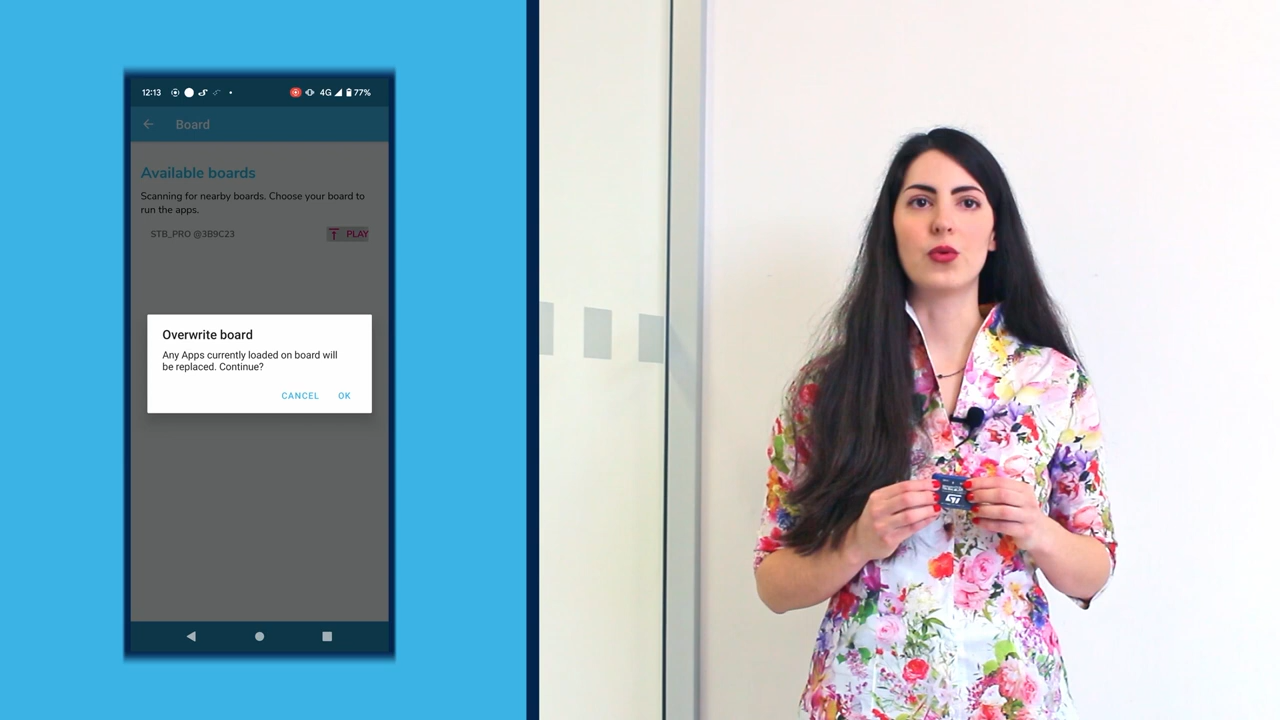 12:13
4G
77%
Board
Available boards
Scanning for nearby boards. Choose your board to
run the apps.
STB_PRO @3B9C23
PLAY
Overwrite board
Any Apps currently loaded on board will
be replaced. Continue?
CANCEL
OK
ST